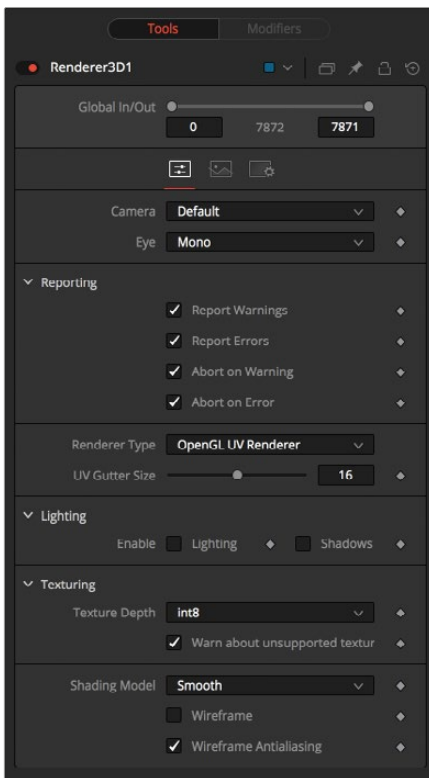 Tools Modifiers
Renderer3D1
Global In/Out
0 7872 7871
Camera Default
Eye Mono
Reporting
Report Warnings
Report Errors
Abort on Warning
Abort on Error
Renderer Type OpenGL UV Renderer
UV Gutter Size 16
Lighting
Enable Lighting Shadows
Texturing
Texture Depth int8
Warn about unsupported textur
Shading Model Smooth
Wireframe
Wireframe Antialiasing